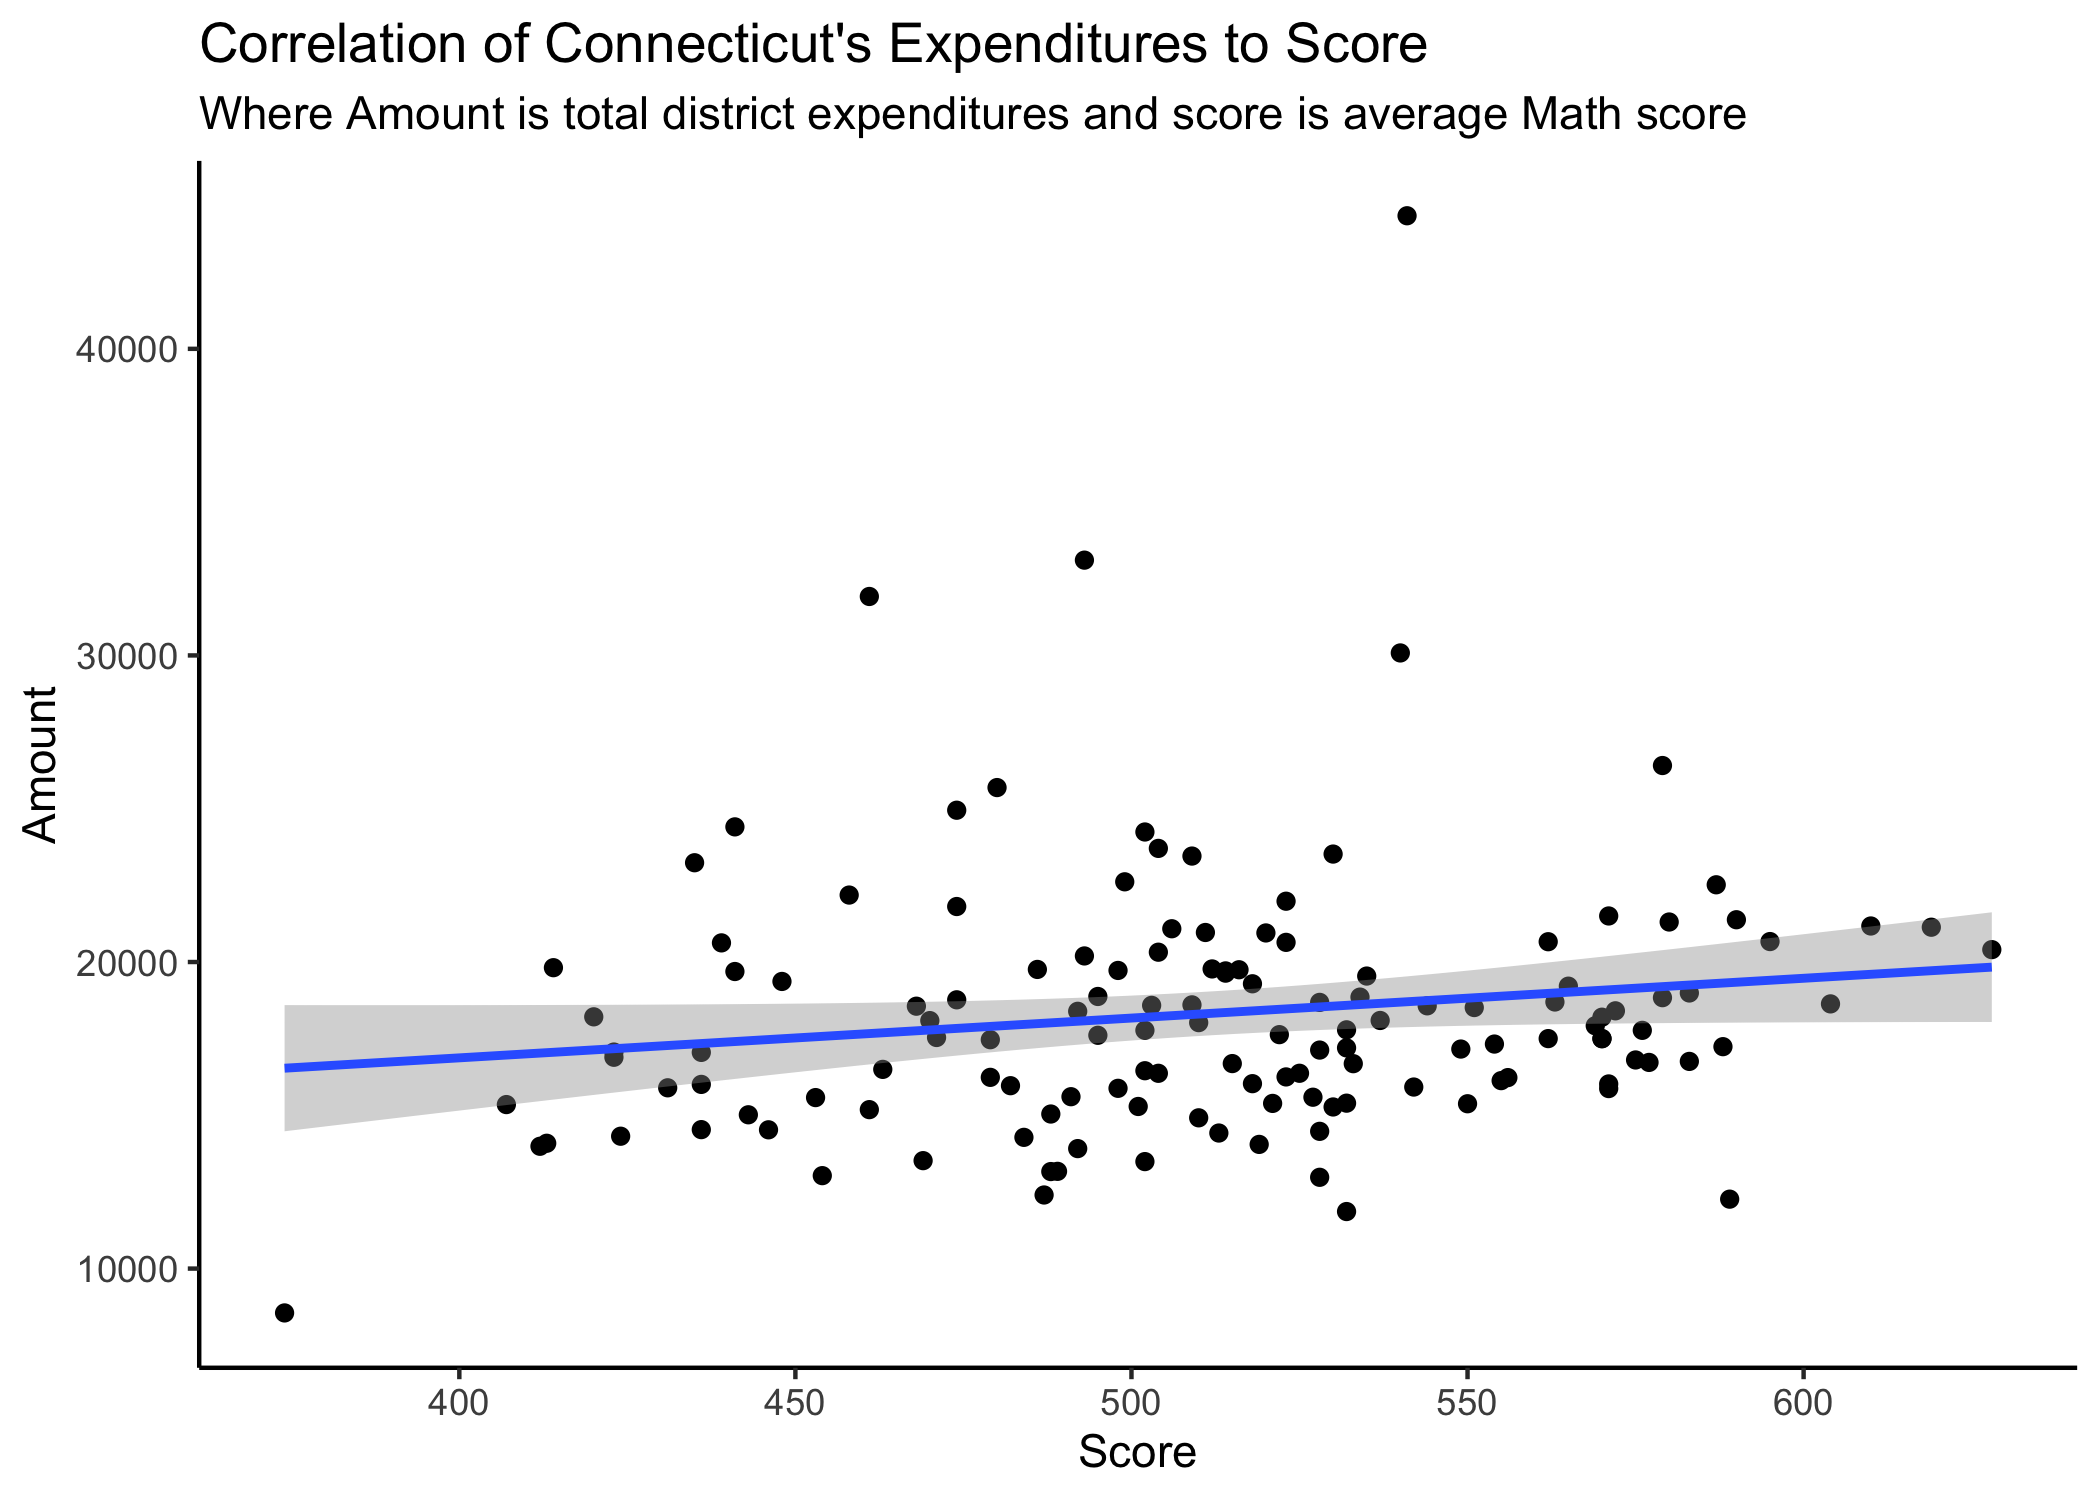 Correlation of Connecticut's Expenditures to Score
Where Amount is total district expenditures and score is average Math score
Amount
40000
30000
20000
10000
400 450 500 550 600
Score